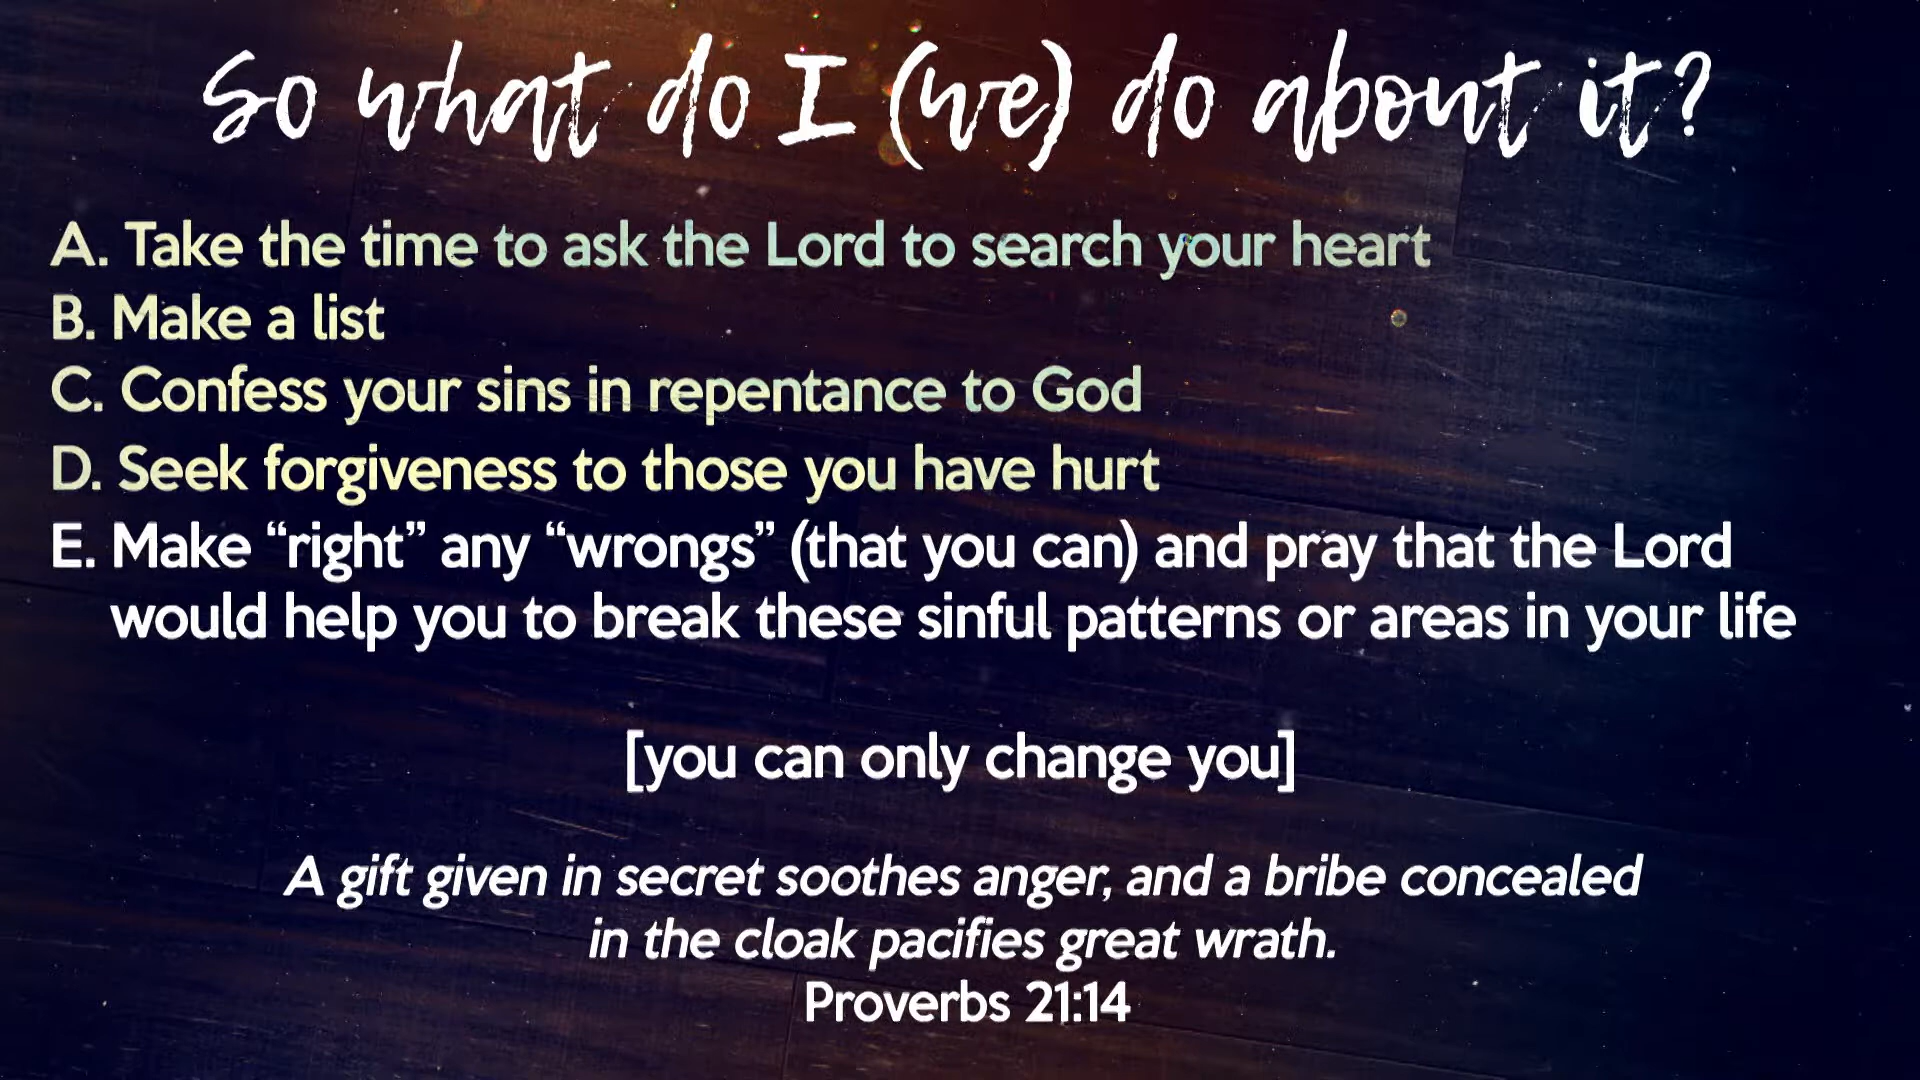 So what do I (we) do about it?
A. Take the time to ask the Lord to search your heart
B. Make a list
C. Confess your sins in repentance to God
D. Seek forgiveness to those you have hurt
E. Make “right” any “wrongs” (that you can) and pray that the Lord
would help you to break these sinful patterns or areas in your life
[you can only change you]
A gift given in secret soothes anger, and a bribe concealed
in the cloak pacifies great wrath.
Proverbs 21:14